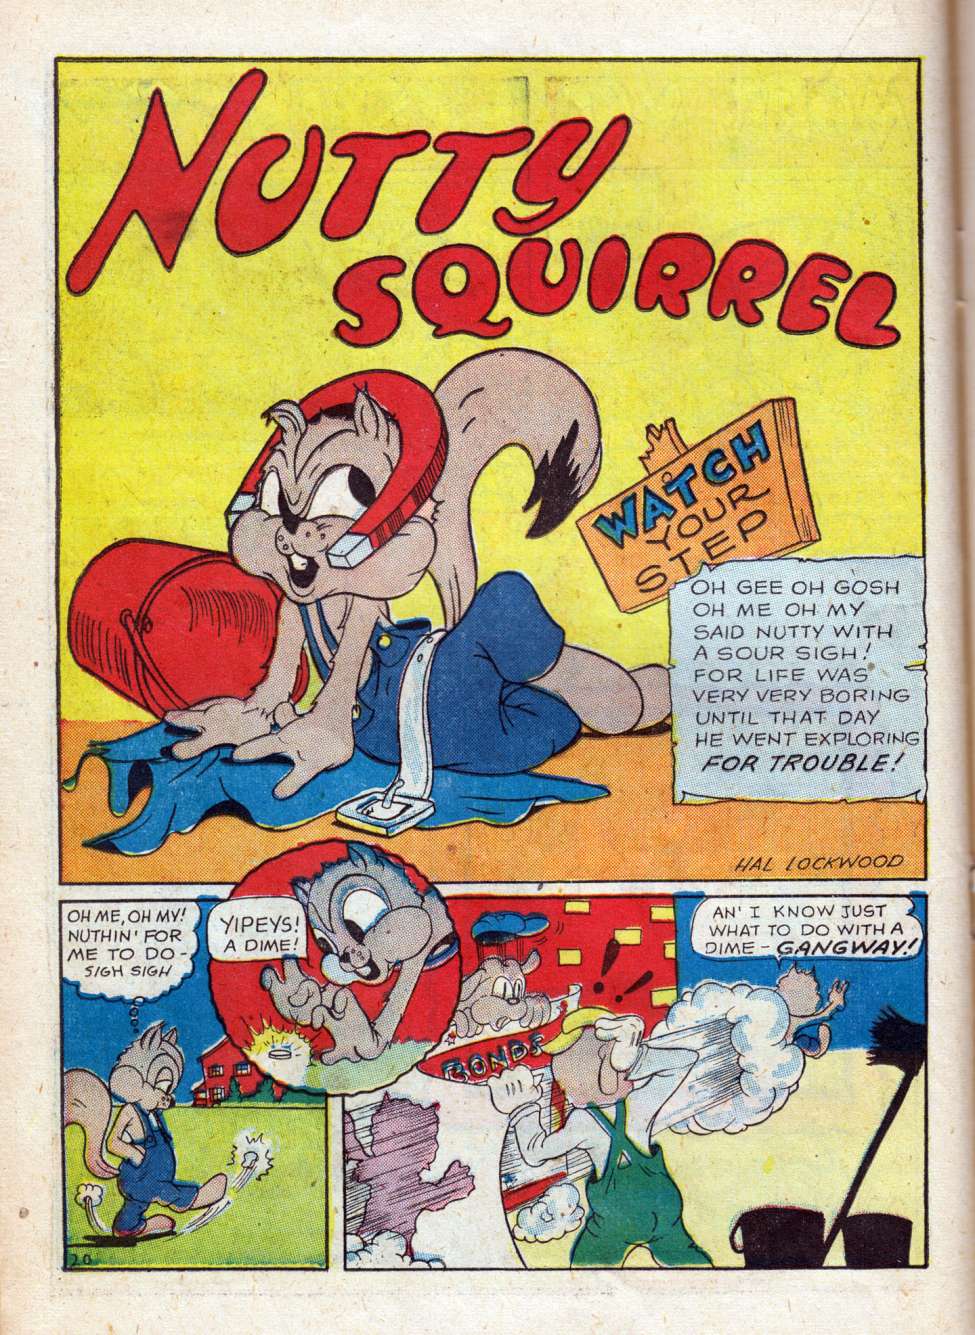 NUTTY
SQUIRREL
WATCH
YOUR
STEP
OH GEE OH GOSH
OH ME OH MY
SAID NUTTY WITH
A SOUR SIGH!
FOR LIFE WAS
VERY VERY BORING
UNTIL THAT DAY
HE WENT EXPLORING
FOR TROUBLE!
HAL LOCKWOOD
OH ME, OH MY!
NUTHIN' FOR
ME TO DO-
SIGH SIGH
YIPEYS!
A DIME!
BONDS
!!
AN' I KNOW JUST
WHAT TO DO WITH A
DIME - GANGWAY!
20